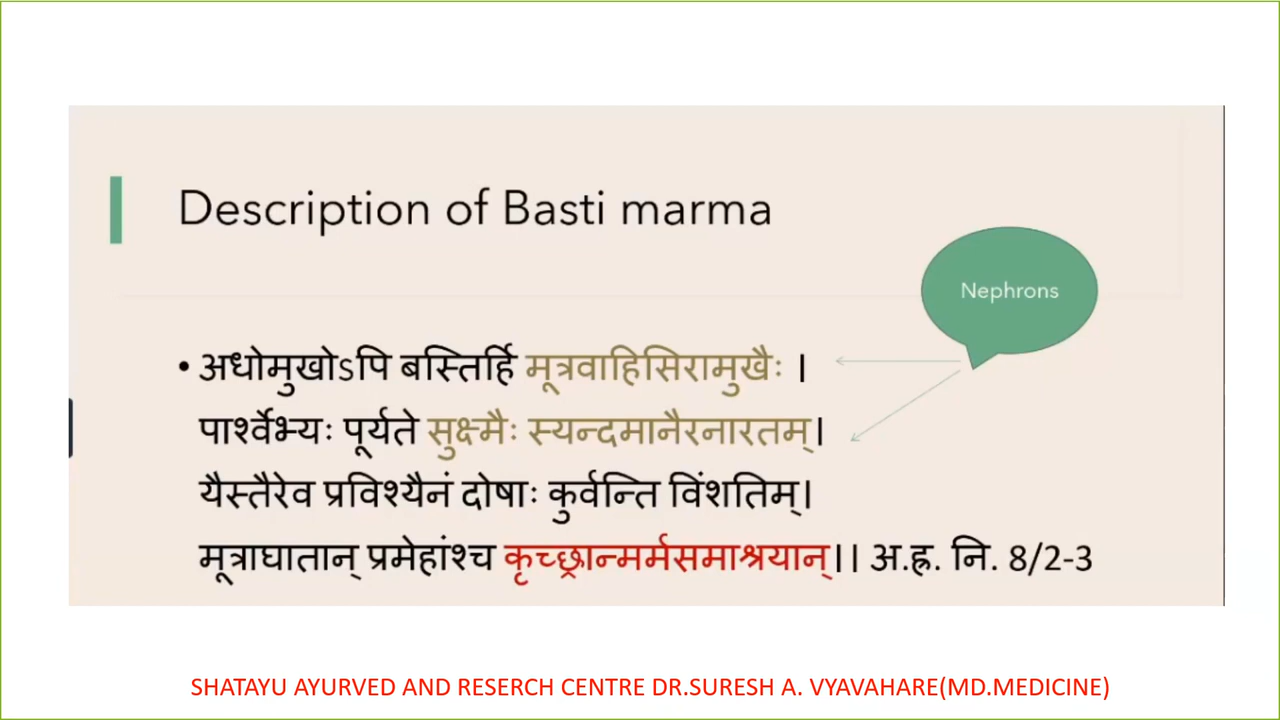 Description of Basti marma
Nephrons
• अधोमुखोऽपि बस्तिर्हि मूत्रवाहिसिरामुखैः ।
पार्श्वेभ्यः पूर्यते सुक्ष्मैः स्यन्दमानैरनारतम्।
यैस्तैरेव प्रविश्यैनं दोषाः कुर्वन्ति विंशतिम्।
मूत्राघातान् प्रमेहांश्च कृच्छ्रान्मर्मसमाश्रयान्।। अ.ह्र. नि. 8/2-3
SHATAYU AYURVED AND RESERCH CENTRE DR.SURESH A. VYAVAHARE(MD.MEDICINE)